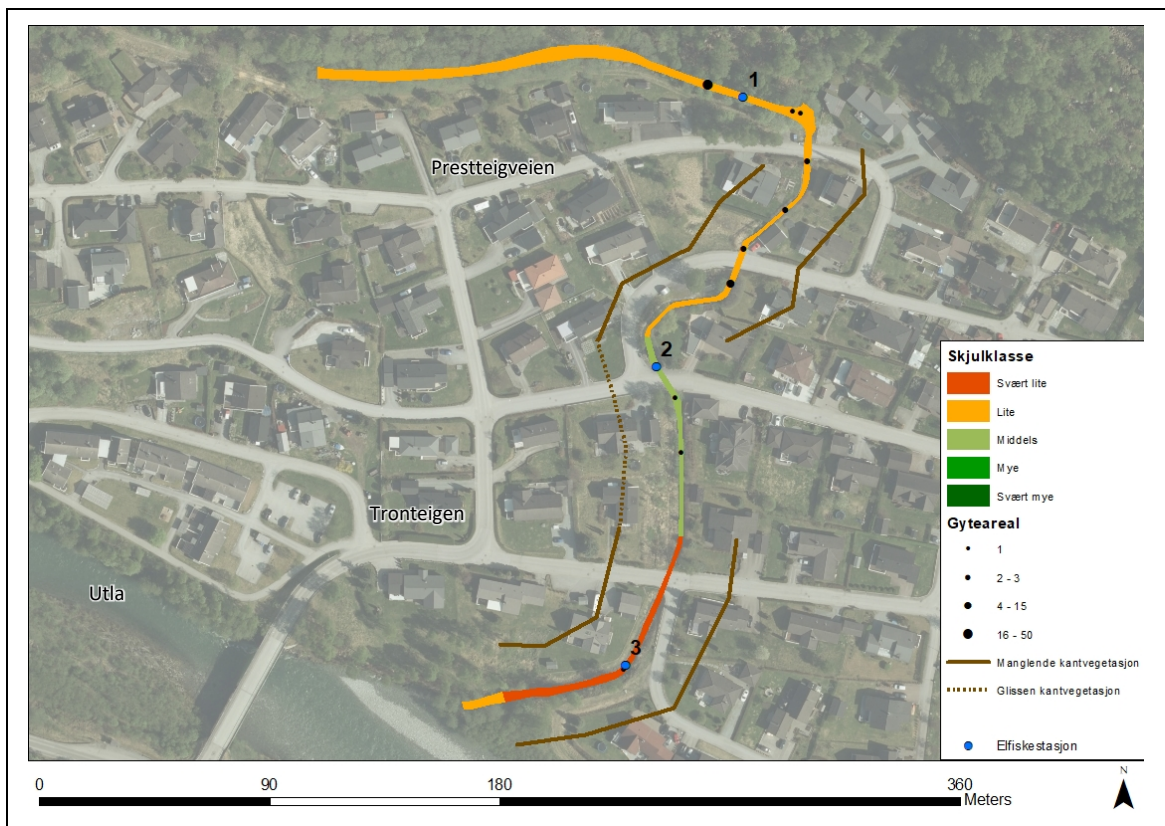 1
Prestteigveien
2
Tronteigen
Utla
3
Skjulklasse
Svært lite
Lite
Middels
Mye
Svært mye
Gyteareal
1
2 - 3
4 - 15
16 - 50
Manglende kantvegetasjon
Glissen kantvegetasjon
Elfiskestasjon
0 90 180 360
Meters
N